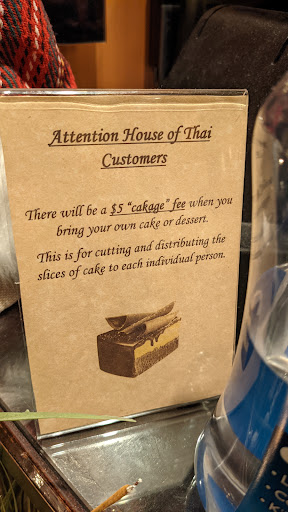 Attention House of Thai
Customers
There will be a $5 "cakage" fee when you
bring your own cake or dessert.
This is for cutting and distributing the
slices of cake to each individual person.